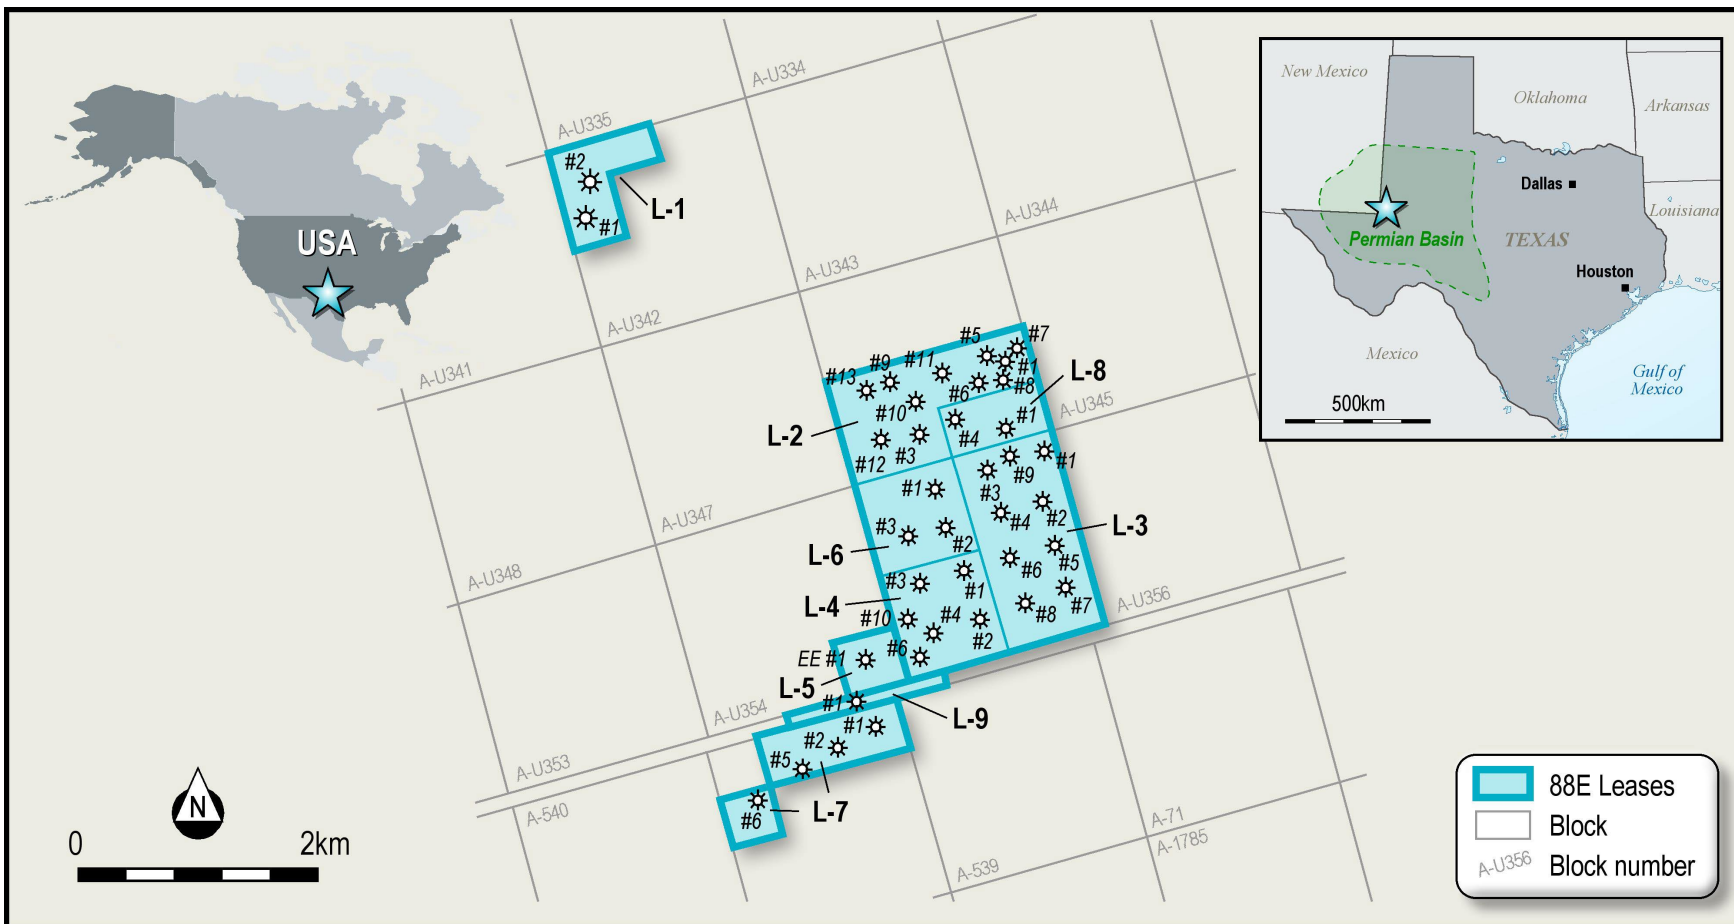 USA
A-U334
A-U335
#2
#1
L-1
A-U344
A-U343
A-U342
A-U341
#5
#7
#11
#9
#1
#13
#6
#8
L-8
#10
#1
A-U345
L-2
#4
#12
#3
#1
#9
#1
#3
A-U347
#2
#4
L-3
#3
#2
L-6
#5
#6
A-U348
#3
#1
#7
A-U356
L-4
#8
#10
#4
#2
#6
EE #1
L-5
#1
A-U354
L-9
#1
#2
#5
A-U353
L-7
#6
A-540
A-71
A-1785
A-539
N
0
2km
New Mexico
Oklahoma
Arkansas
Dallas
Louisiana
Permian Basin
TEXAS
Houston
Mexico
Gulf of
Mexico
500km
88E Leases
Block
A-U356
Block number